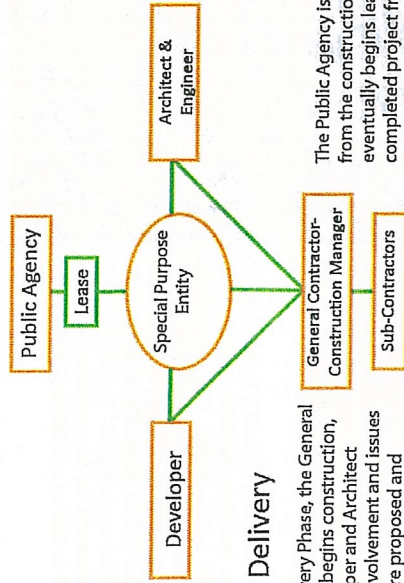 Public Agency
Lease
Special Purpose
Entity
Developer
Architect &
Engineer
General Contractor-
Construction Manager
Sub-Contractors
Delivery
ery Phase, the General
begins construction,
per and Architect
volvement and issues
re proposed and
The Public Agency is
from the construction
eventually begins lea
completed project fr